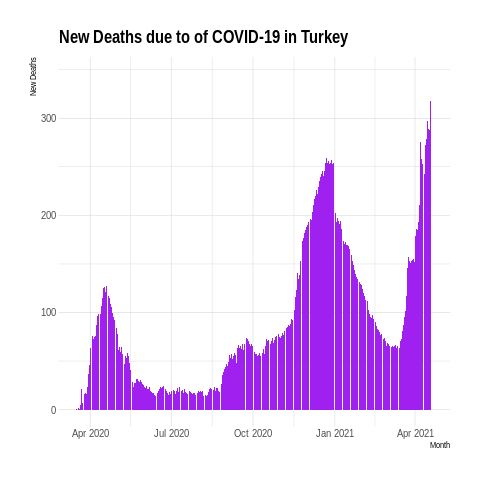 New Deaths due to of COVID-19 in Turkey
New Deaths
300
200
100
0
Apr 2020 Jul 2020 Oct 2020 Jan 2021 Apr 2021
Month